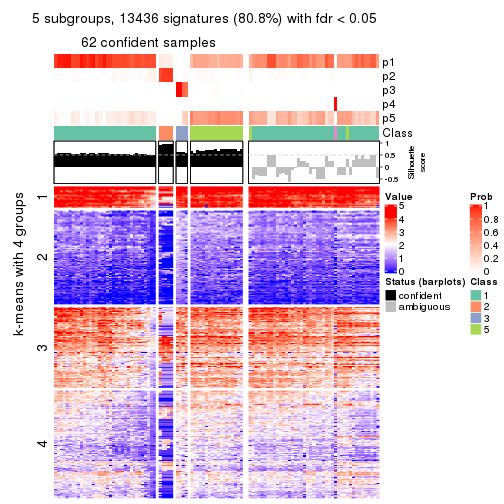 5 subgroups, 13436 signatures (80.8%) with fdr < 0.05
62 confident samples
p1
p2
p3
p4
p5
Class
1
0.5
0
-0.5
Silhouette
score
k-means with 4 groups
1
2
3
4
Value
5
4
3
2
1
0
Prob
1
0.8
0.6
0.4
0.2
0
Status (barplots)
confident
ambiguous
Class
1
2
3
5